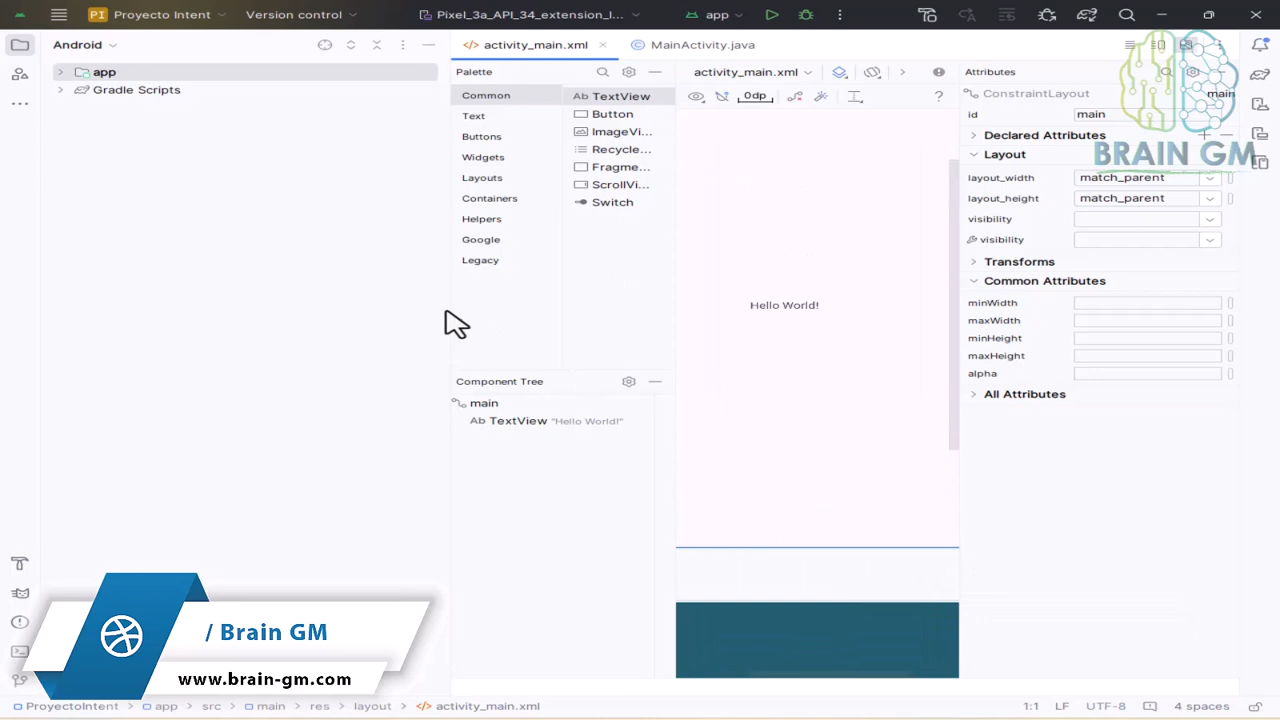 PI Proyecto Intent
Version control
Pixel_3a_API_34_extension_l...
app
Android
app
Gradle Scripts
activity_main.xml
MainActivity.java
Palette
Common
Text
Buttons
Widgets
Layouts
Containers
Helpers
Google
Legacy
Ab TextView
Button
ImageVi...
Recycle...
Fragme...
ScrollVi...
Switch
Component Tree
main
Ab TextView "Hello World!"
activity_main.xml
0dp
?
Hello World!
Attributes
ConstraintLayout
main
id
main
Declared Attributes
Layout
layout_width
match_parent
layout_height
match_parent
visibility
visibility
Transforms
Common Attributes
minWidth
maxWidth
minHeight
maxHeight
alpha
All Attributes
BRAIN GM
/ Brain GM
www.brain-gm.com
ProyectoIntent > app > src > main > res > layout > activity_main.xml
1:1 LF UTF-8 4 spaces